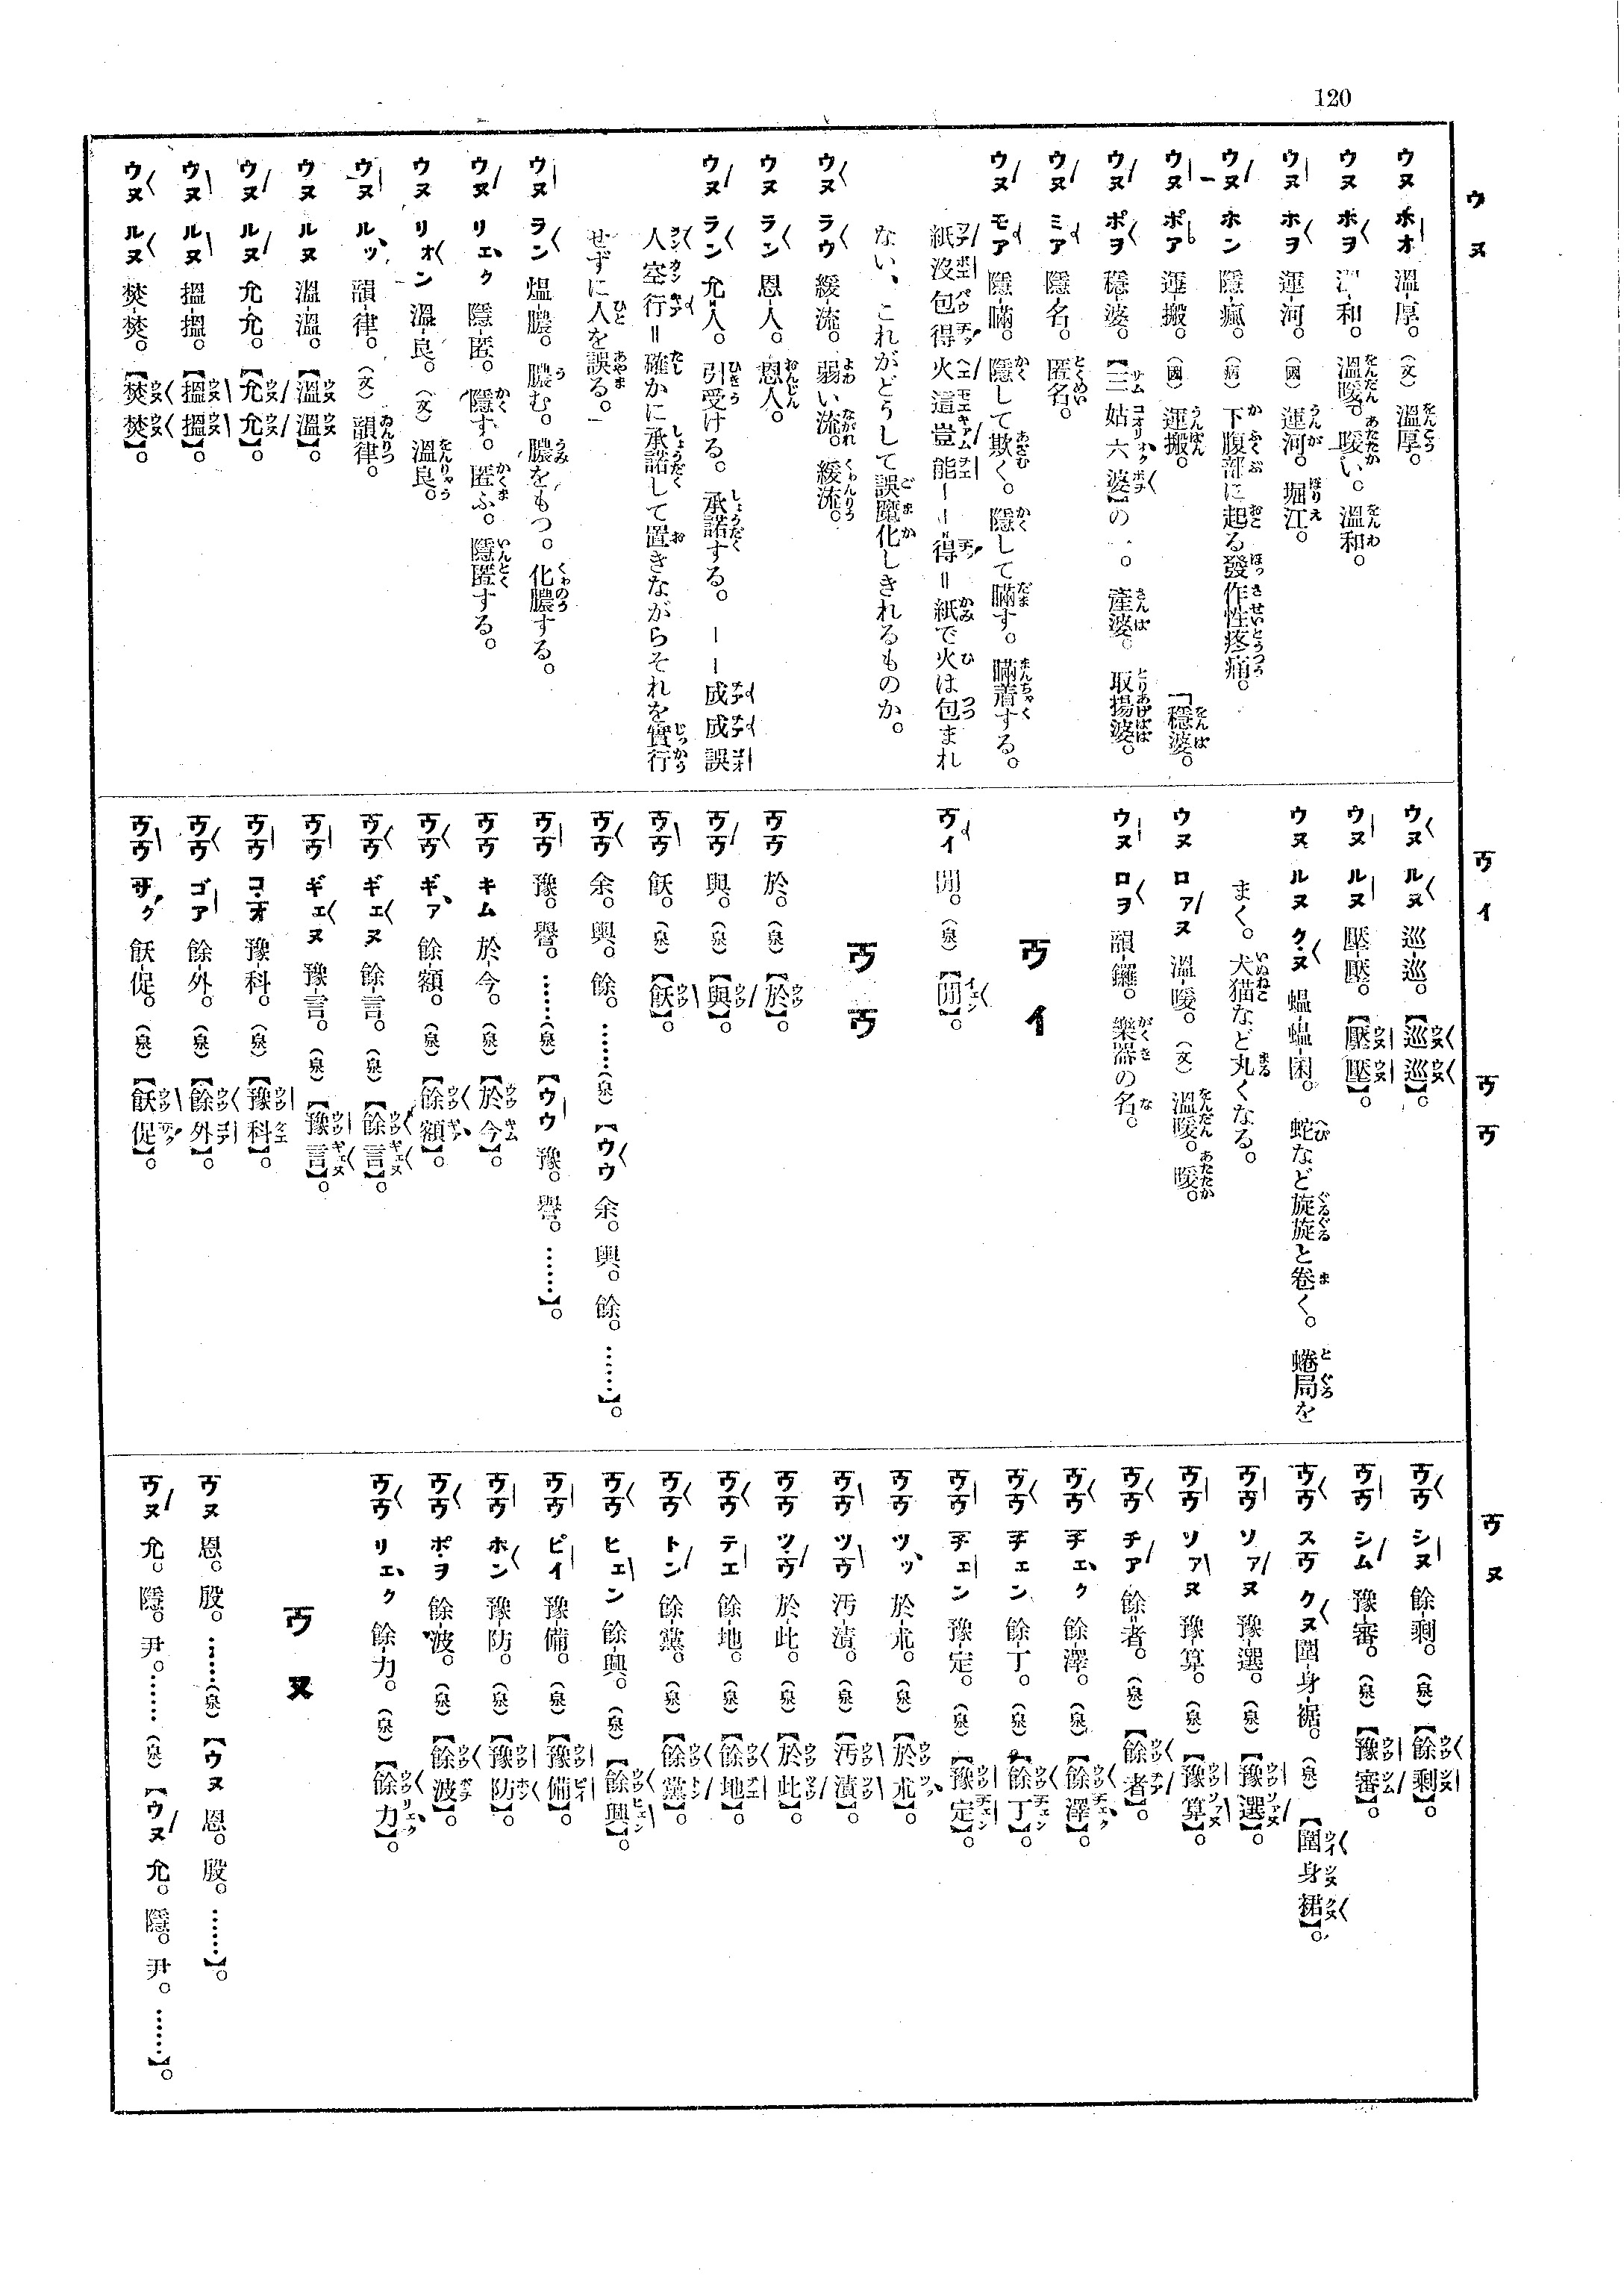 120
ウヌ
ウヌ ホオ 溫-厚。（文）溫厚。
ウヌ ホヲ 和。溫暖。暖い。溫和。
ウヌ ホヲ 運-河。（國）運河。堀江。
ウヌ ホン 隱-瘋。（病）下腹部に起る發作性疼痛。
ウヌ ポア 運-搬。（國）運搬。
「穩婆。
ウヌ ポヲ 穩-婆。【三姑六婆】の一。產婆。取揚婆。
ウヌ ミア 隱-名。匿名。
ウヌ モア 隱-瞞。隱して欺く。隱して瞞す。瞞着する。
紙沒包得火這豈能——得＝紙で火は包まれ
ない、これがどうして誤魔化しきれるものか。
ウヌ ラウ 緩-流。弱い流。緩流。
ウヌ ラン 恩-人。恩人。
ウヌ ラン 允=人。引受ける。承諾する。——成成誤
人空行＝確かに承諾して置きながらそれを實行
せずに人を誤る。
ウヌ ラン 熅-膿。膿む。膿をもつ。化膿する。
ウヌ リエク 隱-匿。隱す。匿ふ。隱匿する。
ウヌ リオン 溫-良。（文）溫良。
ウヌ ルッ 韻-律。（文）韻律。
ウヌ ルヌ 溫-溫。【溫溫】。
ウヌ ルヌ 允-允。【允允】。
ウヌ ルヌ 搵-搵。【搵搵】。
ウヌ ルヌ 焚-焚。【焚焚】。
ウイ ウウ
ウヌ ルヌ 巡-巡。【巡巡】。
ウヌ ルヌ 壓-壓。【壓壓】。
ウヌ ルヌ クヌ 蝹-蝹-囷。蛇など旋旋と卷く。蜷局を
まく。犬猫など丸くなる。
ウヌ ロアヌ 溫-暖。（文）溫暖。暖。
ウヌ ロヲ 韻-鑼。樂器の名。
ウイ
ウイ 閒。（泉）【閒】。
ウウ
ウウ 於。（泉）【於】。
ウウ 與。（泉）【與】。
ウウ 飫。（泉）【飫】。
ウウ 余。與。餘。……（泉）【ウウ 余。與。餘。……】。
ウウ 豫。譽。……（泉）【ウウ 豫。譽。……】。
ウウ キム 於-今。（泉）【於今】。
ウウ ギア 餘-額。（泉）【餘額】。
ウウ ギエヌ 餘-言。（泉）【餘言】。
ウウ ギエヌ 豫-言。（泉）【豫言】。
ウウ コオ 豫-科。（泉）【豫科】。
ウウ ゴア 餘-外。（泉）【餘外】。
ウウ サク 飫-促。（泉）【飫促】。
ウヌ
ウウ シヌ 餘-剩。（泉）【餘剩】。
ウウ シム 豫-審。（泉）【豫審】。
ウウ スウ クヌ 圍-身-裾。（泉）【圍身裙】。
ウウ ソアヌ 豫-選。（泉）【豫選】。
ウウ ソアヌ 豫-算。（泉）【豫算】。
ウウ チア 餘=者。（泉）【餘者】。
ウウ チエク 餘-澤。（泉）【餘澤】。
ウウ チエン 餘-丁。（泉）【餘丁】。
ウウ チエン 豫-定。（泉）【豫定】。
ウウ ツッ 於-朮。（泉）【於朮】。
ウウ ツウ 汚-漬。（泉）【汚漬】。
ウウ ツウ 於-此。（泉）【於此】。
ウウ テエ 餘-地。（泉）【餘地】。
ウウ トン 餘-黨。（泉）【餘黨】。
ウウ ヒエン 餘-興。（泉）【餘興】。
ウウ ピイ 豫-備。（泉）【豫備】。
ウウ ホン 豫-防。（泉）【豫防】。
ウウ ポヲ 餘-波。（泉）【餘波】。
ウウ リエク 餘-力。（泉）【餘力】。
ウヌ
ウヌ 恩。殷。……（泉）【ウヌ 恩。殷。……】。
ウヌ 允。隱。尹。……（泉）【ウヌ 允。隱。尹。……】。